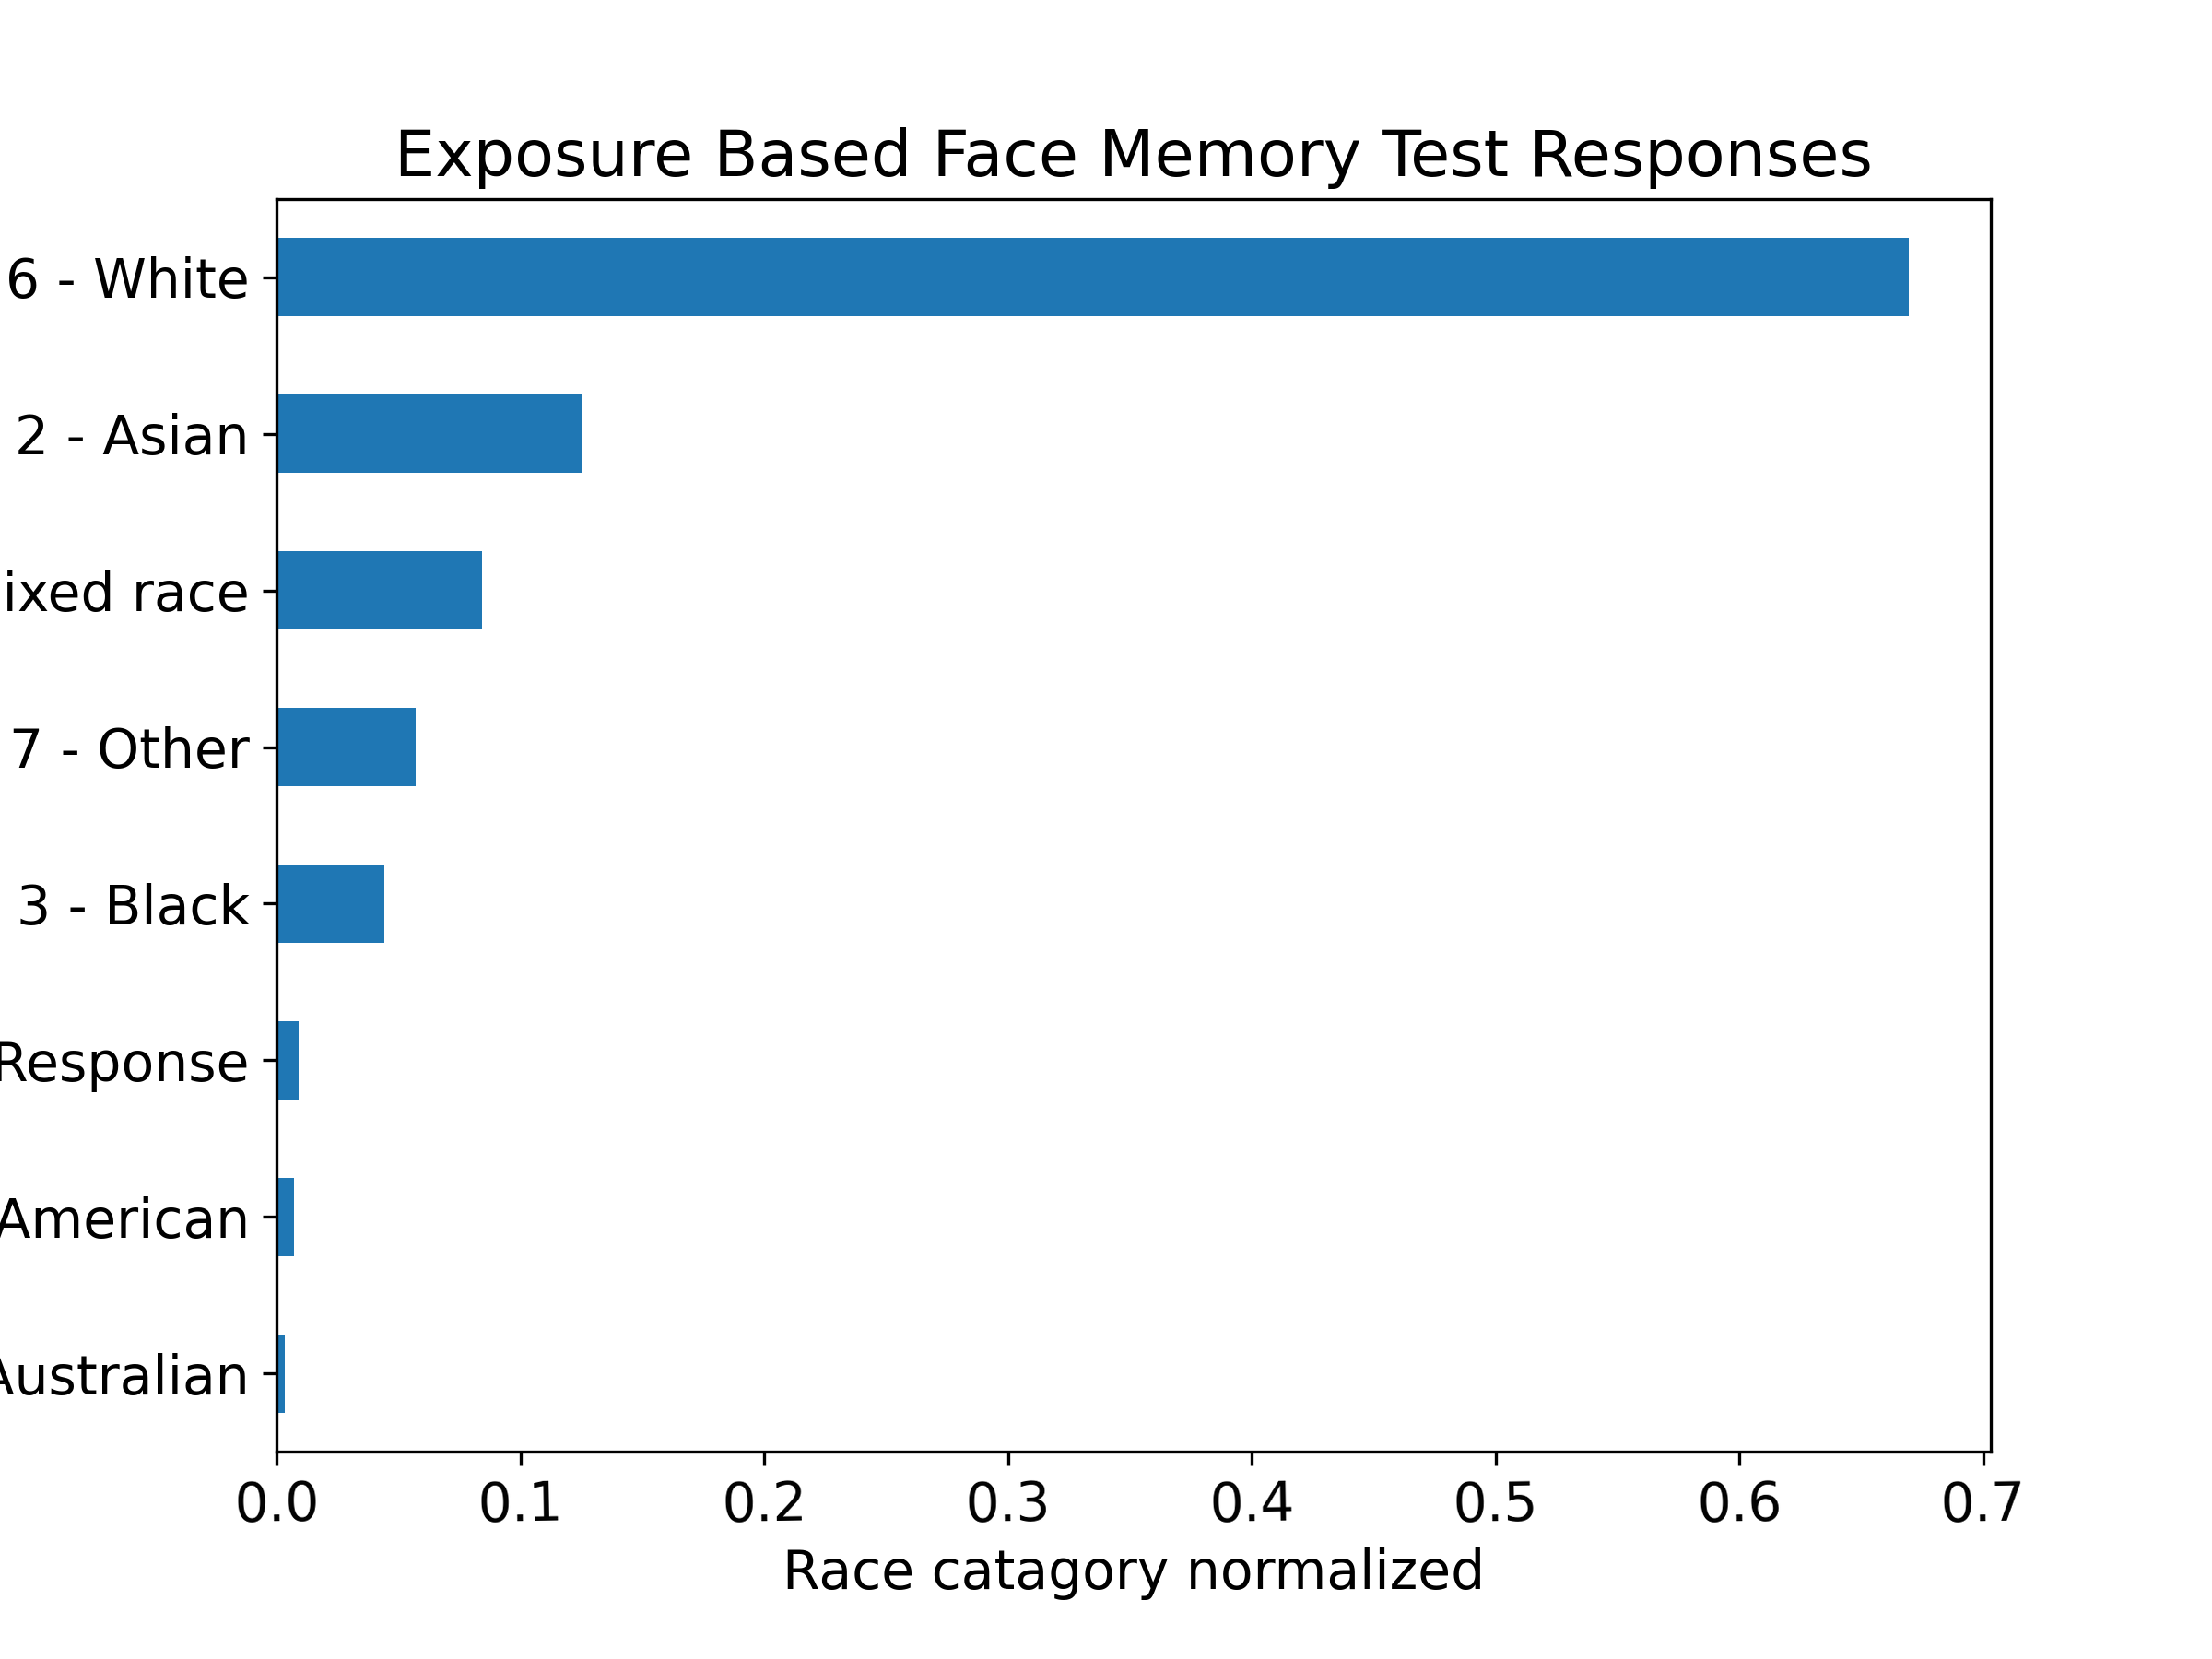 Exposure Based Face Memory Test Responses
6 - White
2 - Asian
ixed race
7 - Other
3 - Black
Response
American
Australian
0.0 0.1 0.2 0.3 0.4 0.5 0.6 0.7
Race catagory normalized